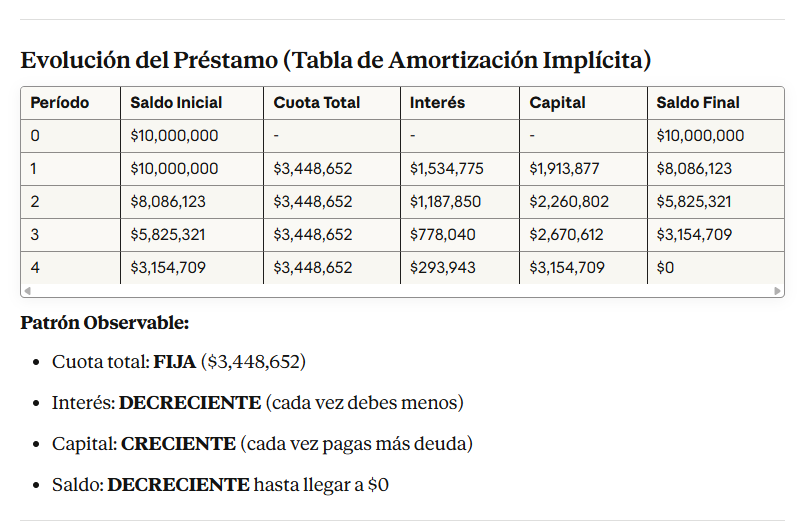 Evolución del Préstamo (Tabla de Amortización Implícita)
Período Saldo Inicial Cuota Total Interés Capital Saldo Final
0 $10,000,000 - - - $10,000,000
1 $10,000,000 $3,448,652 $1,534,775 $1,913,877 $8,086,123
2 $8,086,123 $3,448,652 $1,187,850 $2,260,802 $5,825,321
3 $5,825,321 $3,448,652 $778,040 $2,670,612 $3,154,709
4 $3,154,709 $3,448,652 $293,943 $3,154,709 $0
Patrón Observable:
• Cuota total: FIJA ($3,448,652)
• Interés: DECRECIENTE (cada vez debes menos)
• Capital: CRECIENTE (cada vez pagas más deuda)
• Saldo: DECRECIENTE hasta llegar a $0